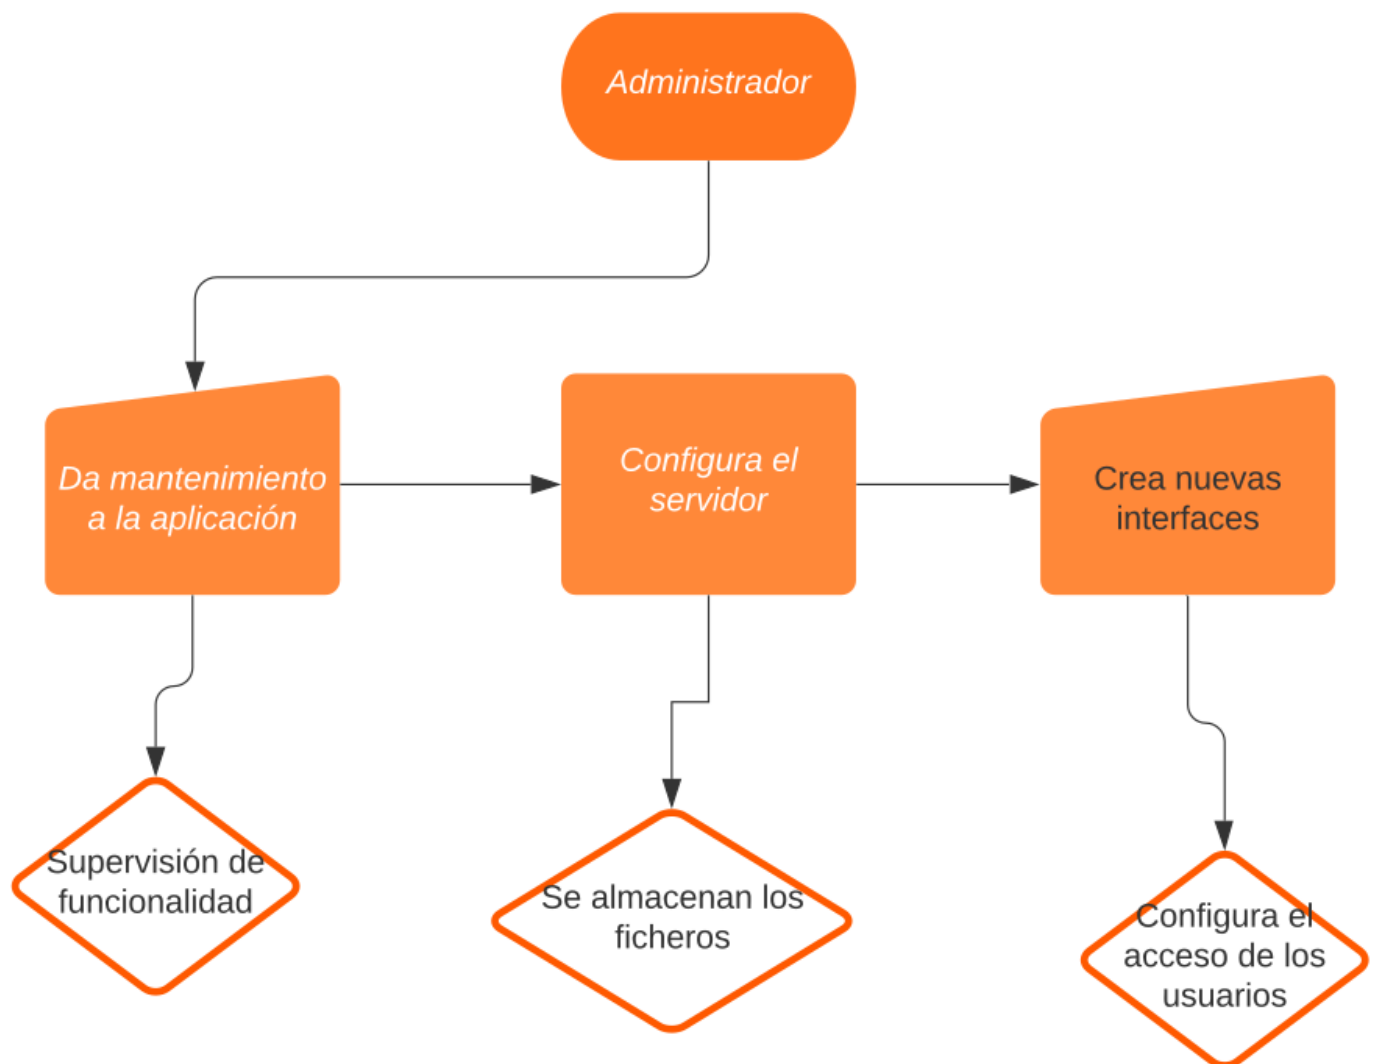 Administrador
Da mantenimiento
a la aplicación
Configura el
servidor
Crea nuevas
interfaces
Supervisión de
funcionalidad
Se almacenan los
ficheros
Configura el
acceso de los
usuarios